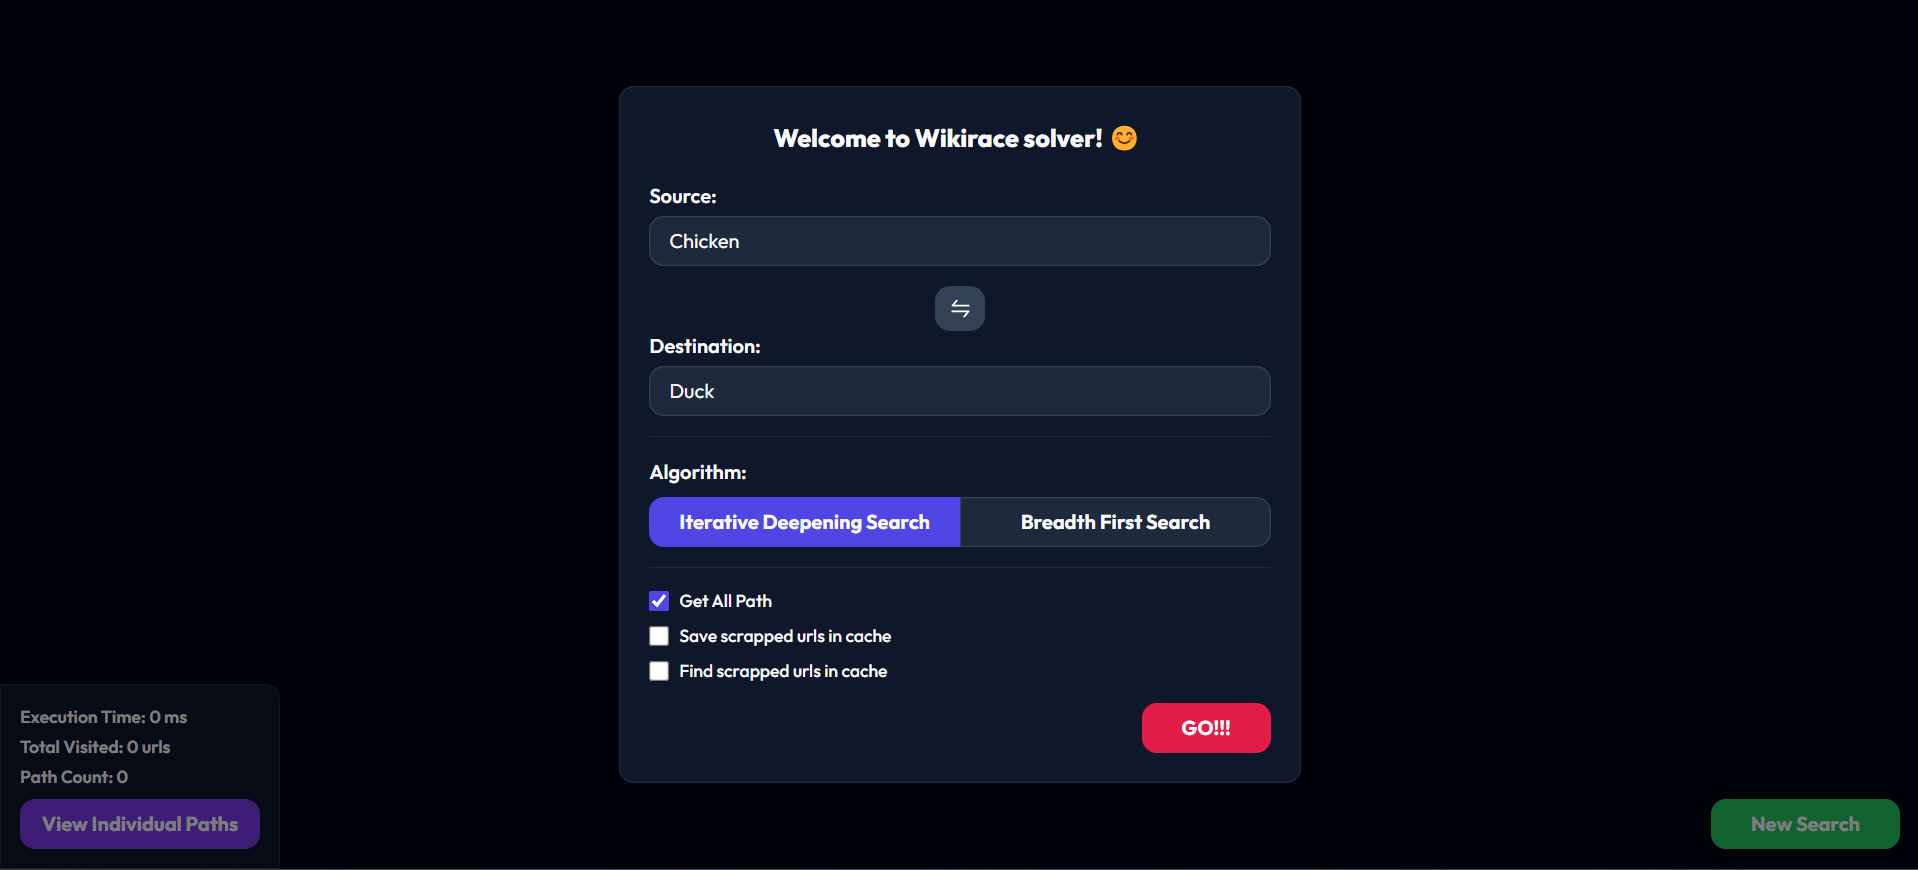 Welcome to Wikirace solver! 😊
Source:
Chicken
Destination:
Duck
Algorithm:
Iterative Deepening Search
Breadth First Search
Get All Path
Save scrapped urls in cache
Find scrapped urls in cache
GO!!!
Execution Time: 0 ms
Total Visited: 0 urls
Path Count: 0
View Individual Paths
New Search